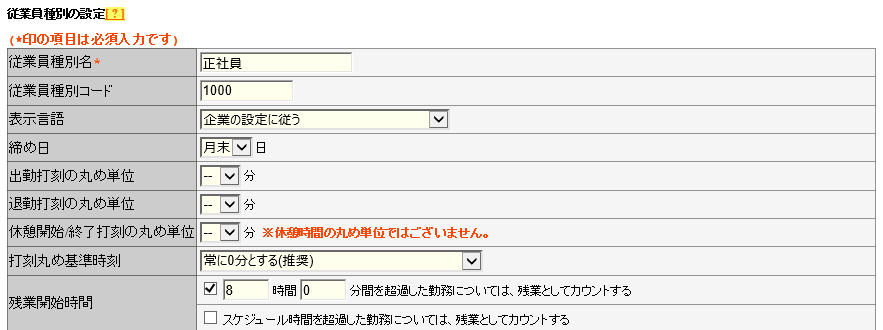 従業員種別の設定[?]
(*印の項目は必須入力です)
従業員種別名* 正社員
従業員種別コード 1000
表示言語 企業の設定に従う
締め日 月末 日
出勤打刻の丸め単位 -- 分
退勤打刻の丸め単位 -- 分
休憩開始/終了打刻の丸め単位 -- 分 ※休憩時間の丸め単位ではございません。
打刻丸め基準時刻 常に0分とする(推奨)
残業開始時間 8 時間 0 分間を超過した勤務については、残業としてカウントする
スケジュール時間を超過した勤務については、残業としてカウントする